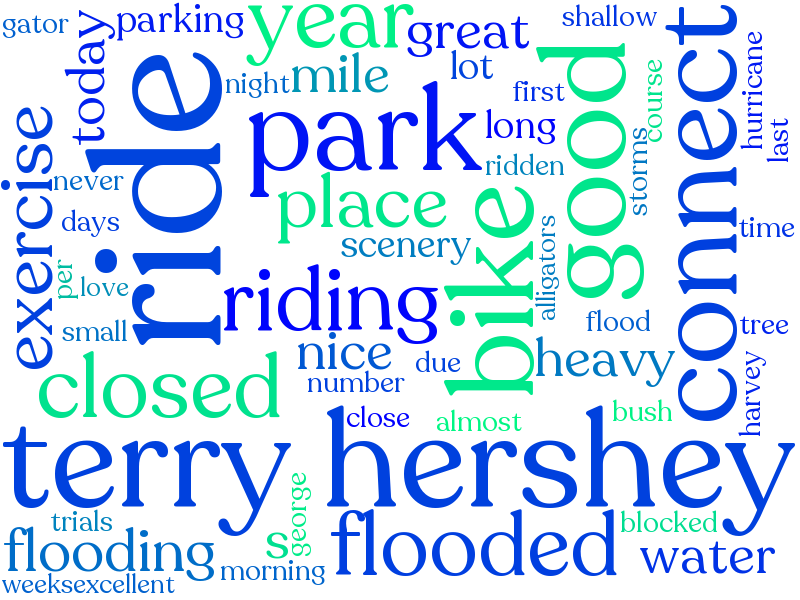 gator
parking
year
great
shallow
connect
today
ride
night
mile
lot
first
good
course
hurricane
last
exercise
park
long
ridden
storms
never
days
place
scenery
bike
alligators
time
per
love
small
riding
nice
due
flood
tree
heavy
closed
number
close
almost
bush
harvey
terry hershey
trials
george
s
flooding
morning
flooded
blocked
water
weeksexcellent